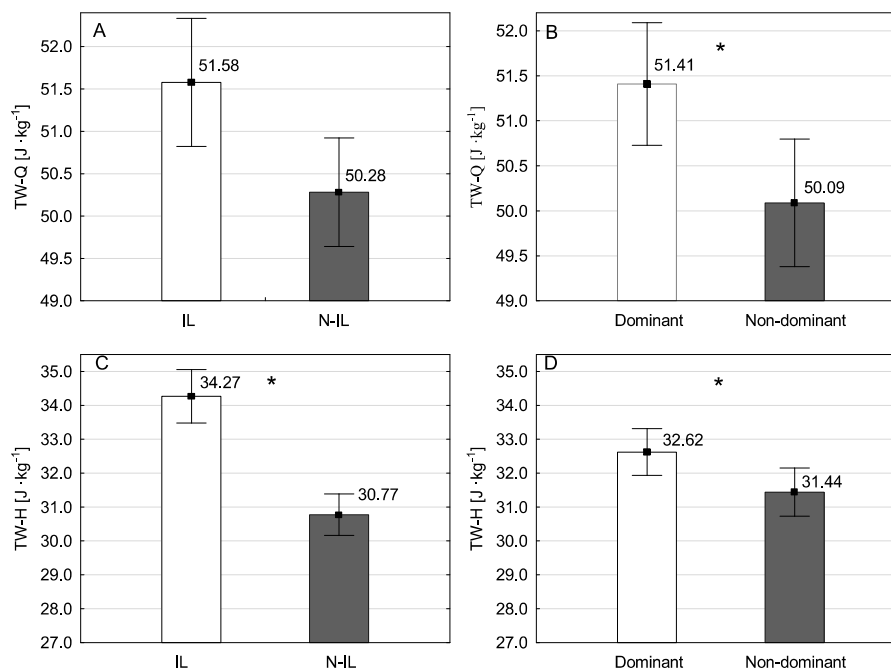 A
TW-Q [J·kg⁻¹]
52.0
51.5
51.0
50.5
50.0
49.5
49.0
51.58
50.28
IL
N-IL
B
*
TW-Q [J·kg⁻¹]
52.0
51.5
51.0
50.5
50.0
49.5
49.0
51.41
50.09
Dominant
Non-dominant
C
*
TW-H [J·kg⁻¹]
35.0
34.0
33.0
32.0
31.0
30.0
29.0
28.0
27.0
34.27
30.77
IL
N-IL
D
*
TW-H [J·kg⁻¹]
35.0
34.0
33.0
32.0
31.0
30.0
29.0
28.0
27.0
32.62
31.44
Dominant
Non-dominant